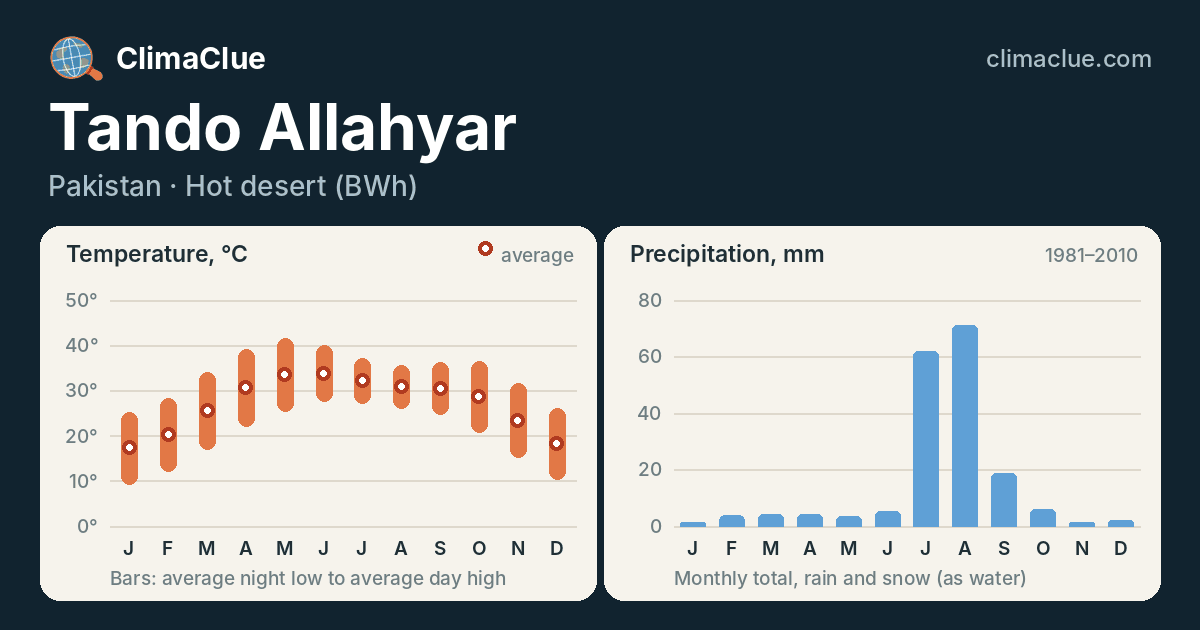 ClimaClue
climaclue.com
Tando Allahyar
Pakistan · Hot desert (BWh)
Temperature, °C
average
50°
40°
30°
20°
10°
0°
J F M A M J J A S O N D
Bars: average night low to average day high
Precipitation, mm
1981–2010
80
60
40
20
0
J F M A M J J A S O N D
Monthly total, rain and snow (as water)